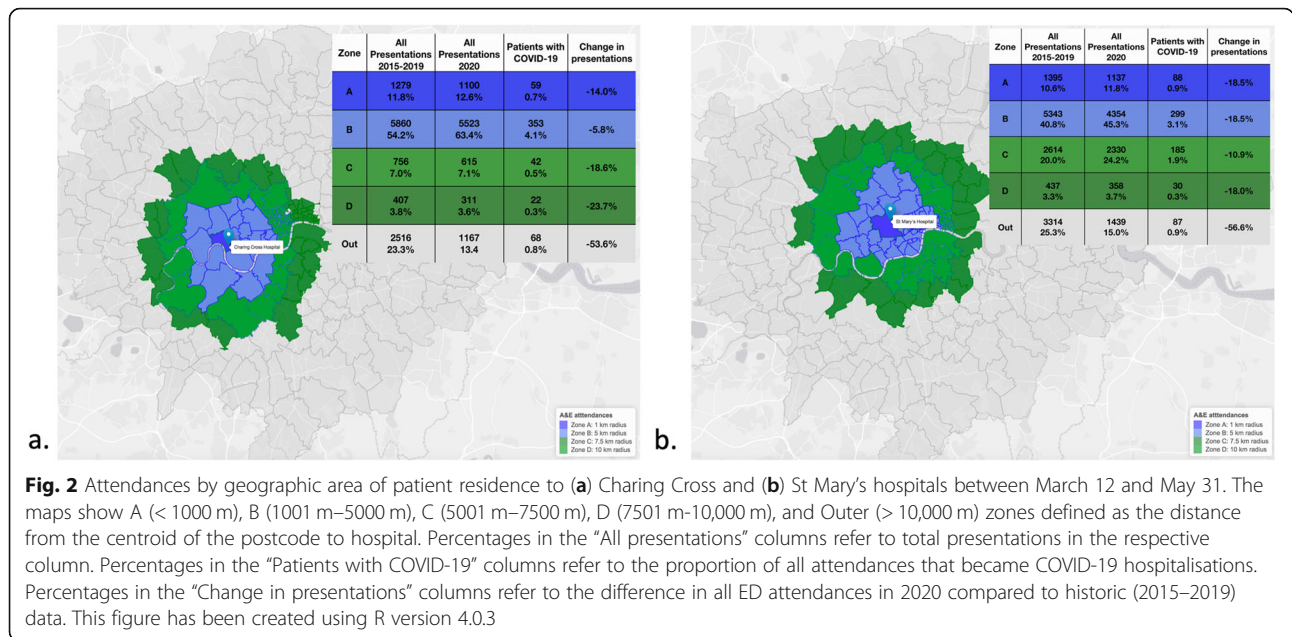 Zone All Presentations 2015-2019 All Presentations 2020 Patients with COVID-19 Change in presentations
A 1279 11.8% 1100 12.6% 59 0.7% -14.0%
B 5860 54.2% 5523 63.4% 353 4.1% -5.8%
C 756 7.0% 615 7.1% 42 0.5% -18.6%
D 407 3.8% 311 3.6% 22 0.3% -23.7%
Out 2516 23.3% 1167 13.4 68 0.8% -53.6%
Charing Cross Hospital
A&E atttendances
Zone A: 1 km radius
Zone B: 5 km radius
Zone C: 7.5 km radius
Zone D: 10 km radius
a.
Zone All Presentations 2015-2019 All Presentations 2020 Patients with COVID-19 Change in presentations
A 1395 10.6% 1137 11.8% 88 0.9% -18.5%
B 5343 40.8% 4354 45.3% 299 3.1% -18.5%
C 2614 20.0% 2330 24.2% 185 1.9% -10.9%
D 437 3.3% 358 3.7% 30 0.3% -18.0%
Out 3314 25.3% 1439 15.0% 87 0.9% -56.6%
St Mary's Hospital
A&E atttendances
Zone A: 1 km radius
Zone B: 5 km radius
Zone C: 7.5 km radius
Zone D: 10 km radius
b.
Fig. 2 Attendances by geographic area of patient residence to (a) Charing Cross and (b) St Mary's hospitals between March 12 and May 31. The
maps show A (< 1000 m), B (1001 m–5000 m), C (5001 m–7500 m), D (7501 m-10,000 m), and Outer (> 10,000 m) zones defined as the distance
from the centroid of the postcode to hospital. Percentages in the "All presentations" columns refer to total presentations in the respective
column. Percentages in the "Patients with COVID-19" columns refer to the proportion of all attendances that became COVID-19 hospitalisations.
Percentages in the "Change in presentations" columns refer to the difference in all ED attendances in 2020 compared to historic (2015–2019)
data. This figure has been created using R version 4.0.3